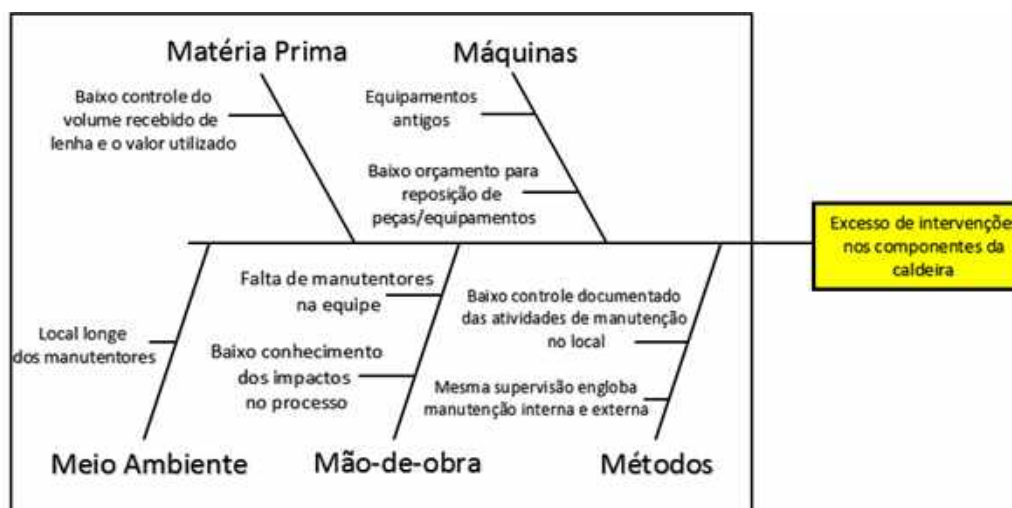 Matéria Prima
Máquinas
Baixo controle do
volume recebido de
lenha e o valor utilizado
Equipamentos
antigos
Baixo orçamento para
reposição de
peças/equipamentos
Excesso de intervençõe
nos componentes da
caldeira
Local longe
dos manutentores
Falta de manutentores
na equipe
Baixo conhecimento
dos impactos
no processo
Baixo controle documentado
das atividades de manutenção
no local
Mesma supervisão engloba
manutenção interna e externa
Meio Ambiente
Mão-de-obra
Métodos